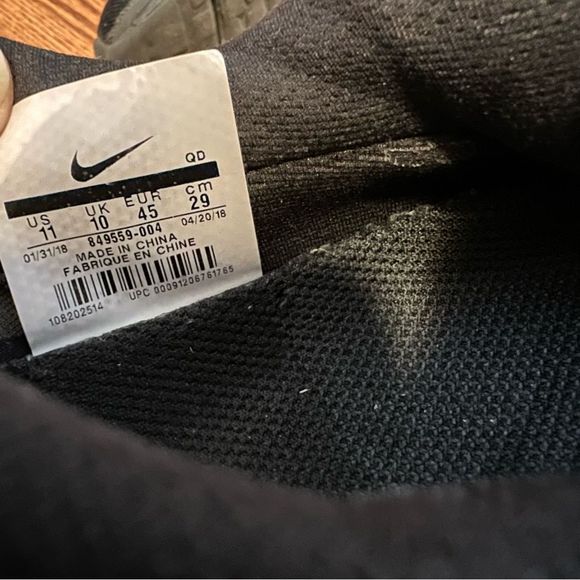 QD
US UK EUR cm
11 10 45 29
01/31/18 849559-004 04/20/18
MADE IN CHINA
FABRIQUE EN CHINE
UPC 00091206761765
108202514